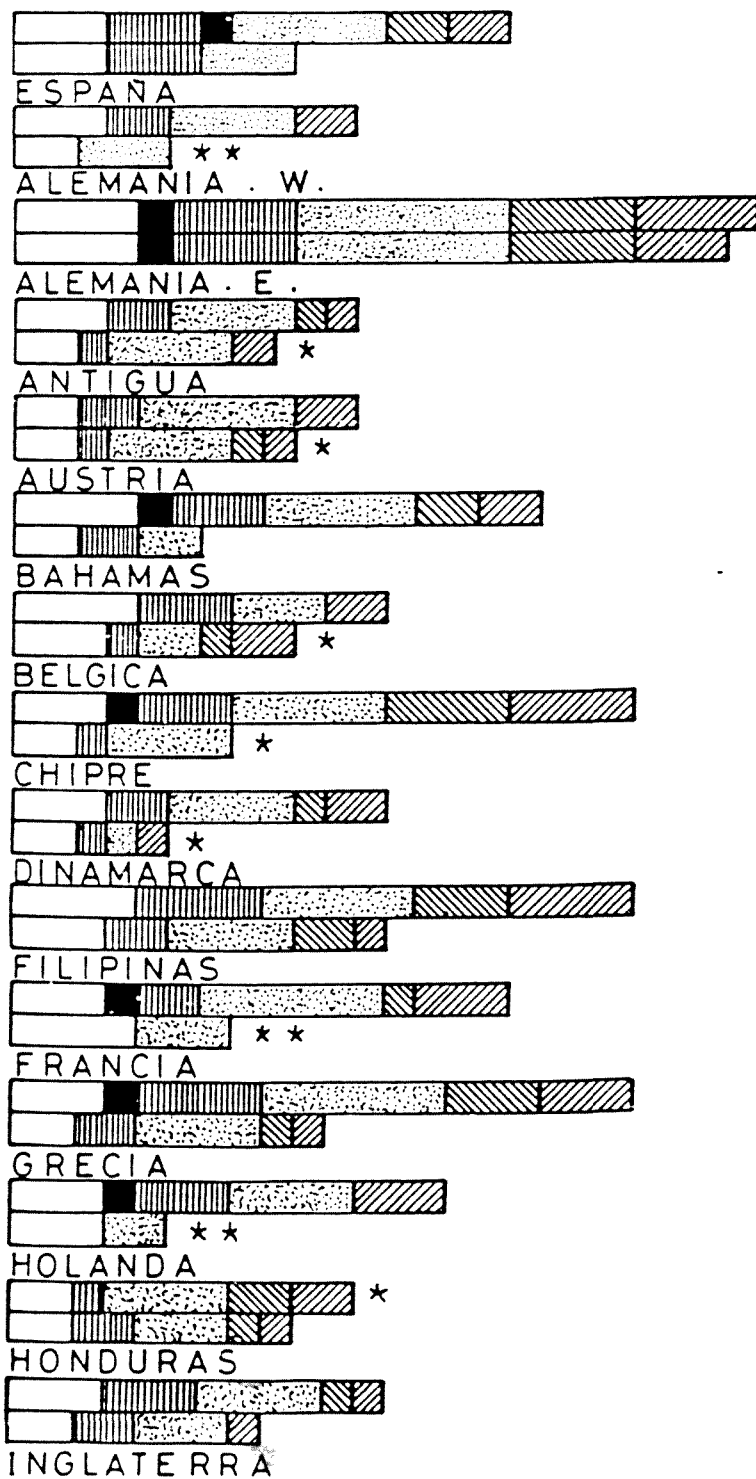 ESPAÑA
★ ★
ALEMANIA . W.
ALEMANIA . E .
★
ANTIGUA
★
AUSTRIA
BAHAMAS
★
BELGICA
★
CHIPRE
★
DINAMARCA
FILIPINAS
★ ★
FRANCIA
GRECIA
★ ★
HOLANDA
★
HONDURAS
INGLATERRA